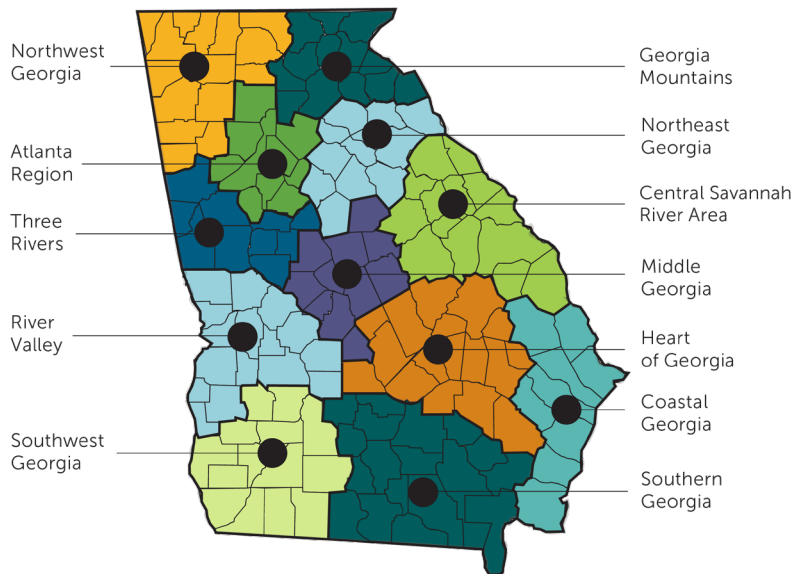 Northwest
Georgia
Atlanta
Region
Three
Rivers
River
Valley
Southwest
Georgia
Georgia
Mountains
Northeast
Georgia
Central Savannah
River Area
Middle
Georgia
Heart
of Georgia
Coastal
Georgia
Southern
Georgia